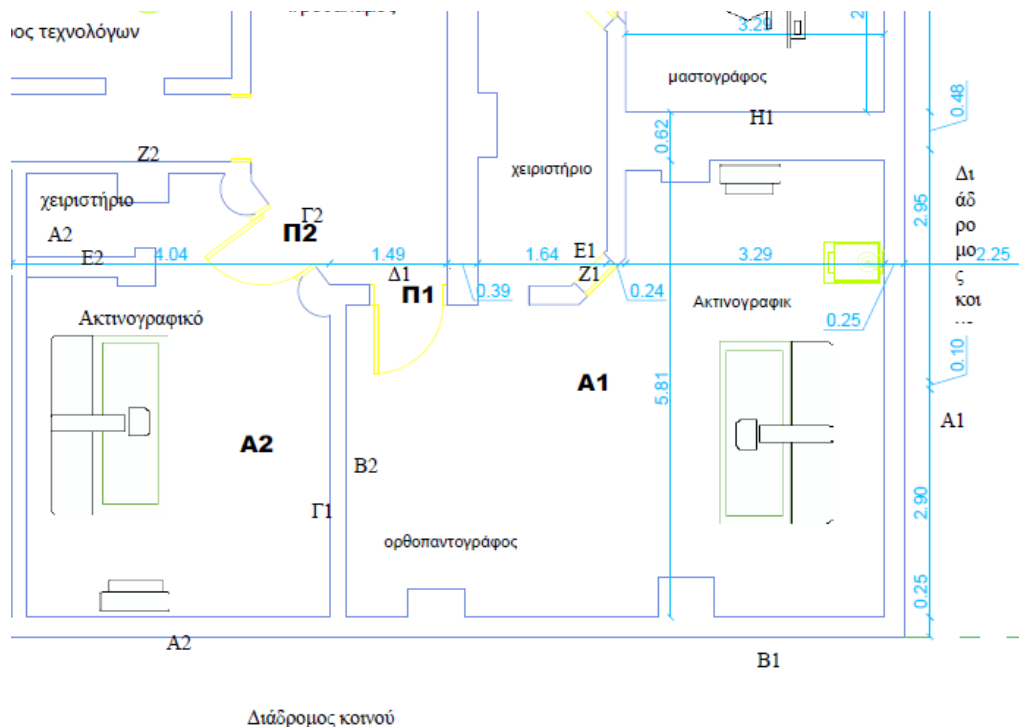 ρος τεχνολόγων
3.29
μαστογράφος
H1
0.48
0.62
Z2
χειριστήριο
χειριστήριο
Δι
άδ
ρο
μο
ς
κοι
2.95
A2
Γ2
Π2
E2
4.04
1.49
Δ1
Π1
0.39
1.64
E1
Z1
0.24
3.29
2.25
Ακτινογραφικό
Ακτινογραφικ
0.25
0.10
A1
5.81
A1
A2
B2
Γ1
2.90
ορθοπαντογράφος
0.25
A2
B1
Διάδρομος κοινού